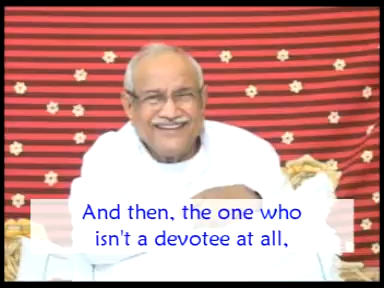 And then, the one who
isn't a devotee at all,